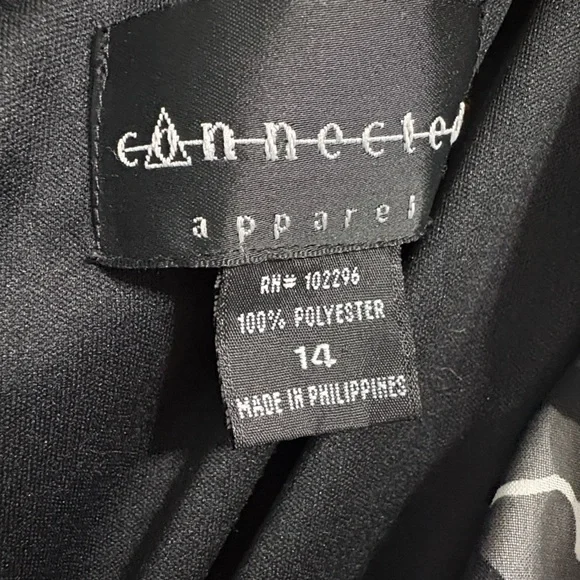 connected
apparel
RN# 102296
100% POLYESTER
14
MADE IN PHILIPPINES